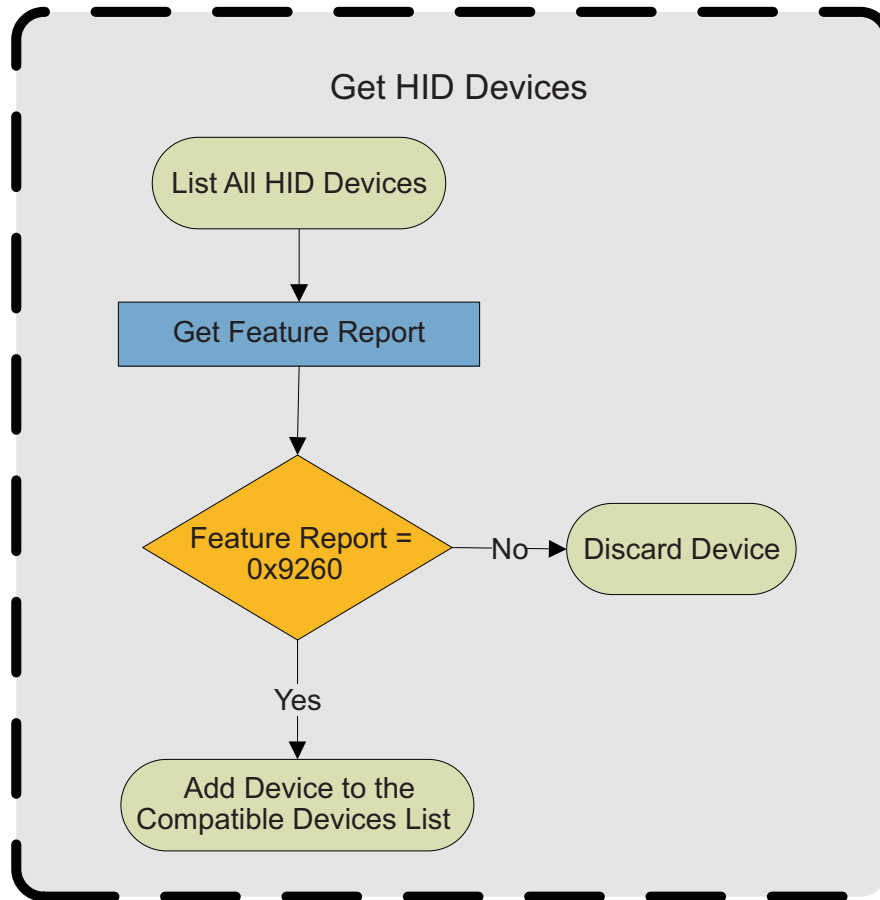 Get HID Devices
List All HID Devices
Get Feature Report
Feature Report =
0x9260
No
Discard Device
Yes
Add Device to the
Compatible Devices List